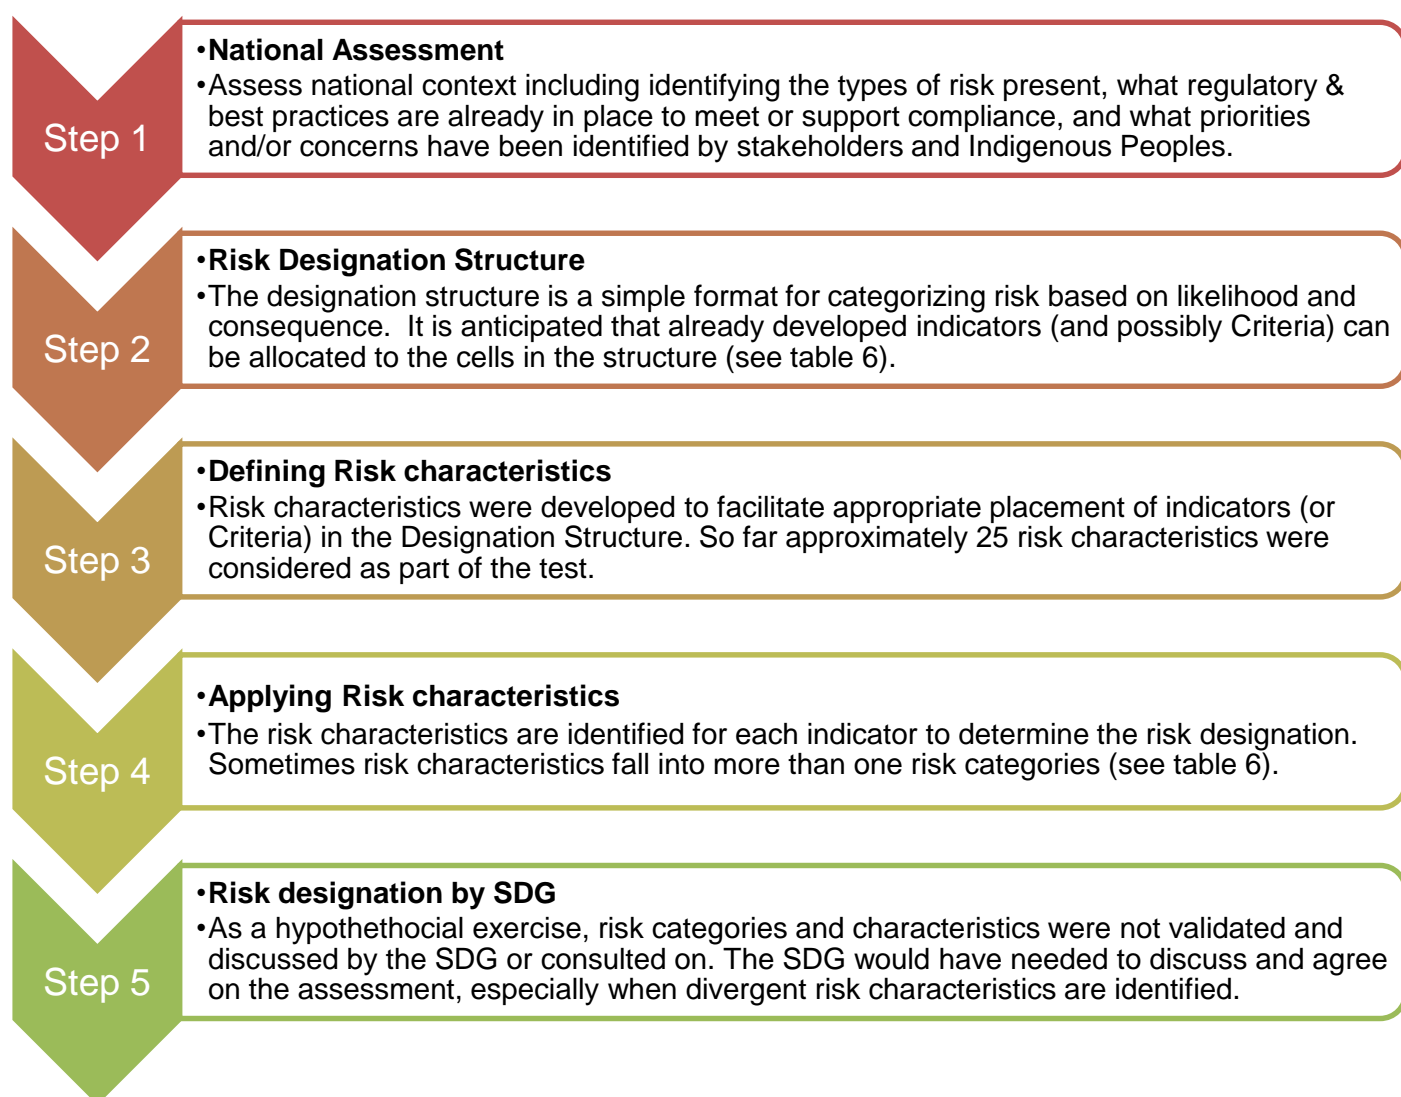 Step 1
•National Assessment
•Assess national context including identifying the types of risk present, what regulatory &
best practices are already in place to meet or support compliance, and what priorities
and/or concerns have been identified by stakeholders and Indigenous Peoples.
Step 2
•Risk Designation Structure
•The designation structure is a simple format for categorizing risk based on likelihood and
consequence.  It is anticipated that already developed indicators (and possibly Criteria) can
be allocated to the cells in the structure (see table 6).
Step 3
•Defining Risk characteristics
•Risk characteristics were developed to facilitate appropriate placement of indicators (or
Criteria) in the Designation Structure. So far approximately 25 risk characteristics were
considered as part of the test.
Step 4
•Applying Risk characteristics
•The risk characteristics are identified for each indicator to determine the risk designation.
Sometimes risk characteristics fall into more than one risk categories (see table 6).
Step 5
•Risk designation by SDG
•As a hypothethocial exercise, risk categories and characteristics were not validated and
discussed by the SDG or consulted on. The SDG would have needed to discuss and agree
on the assessment, especially when divergent risk characteristics are identified.